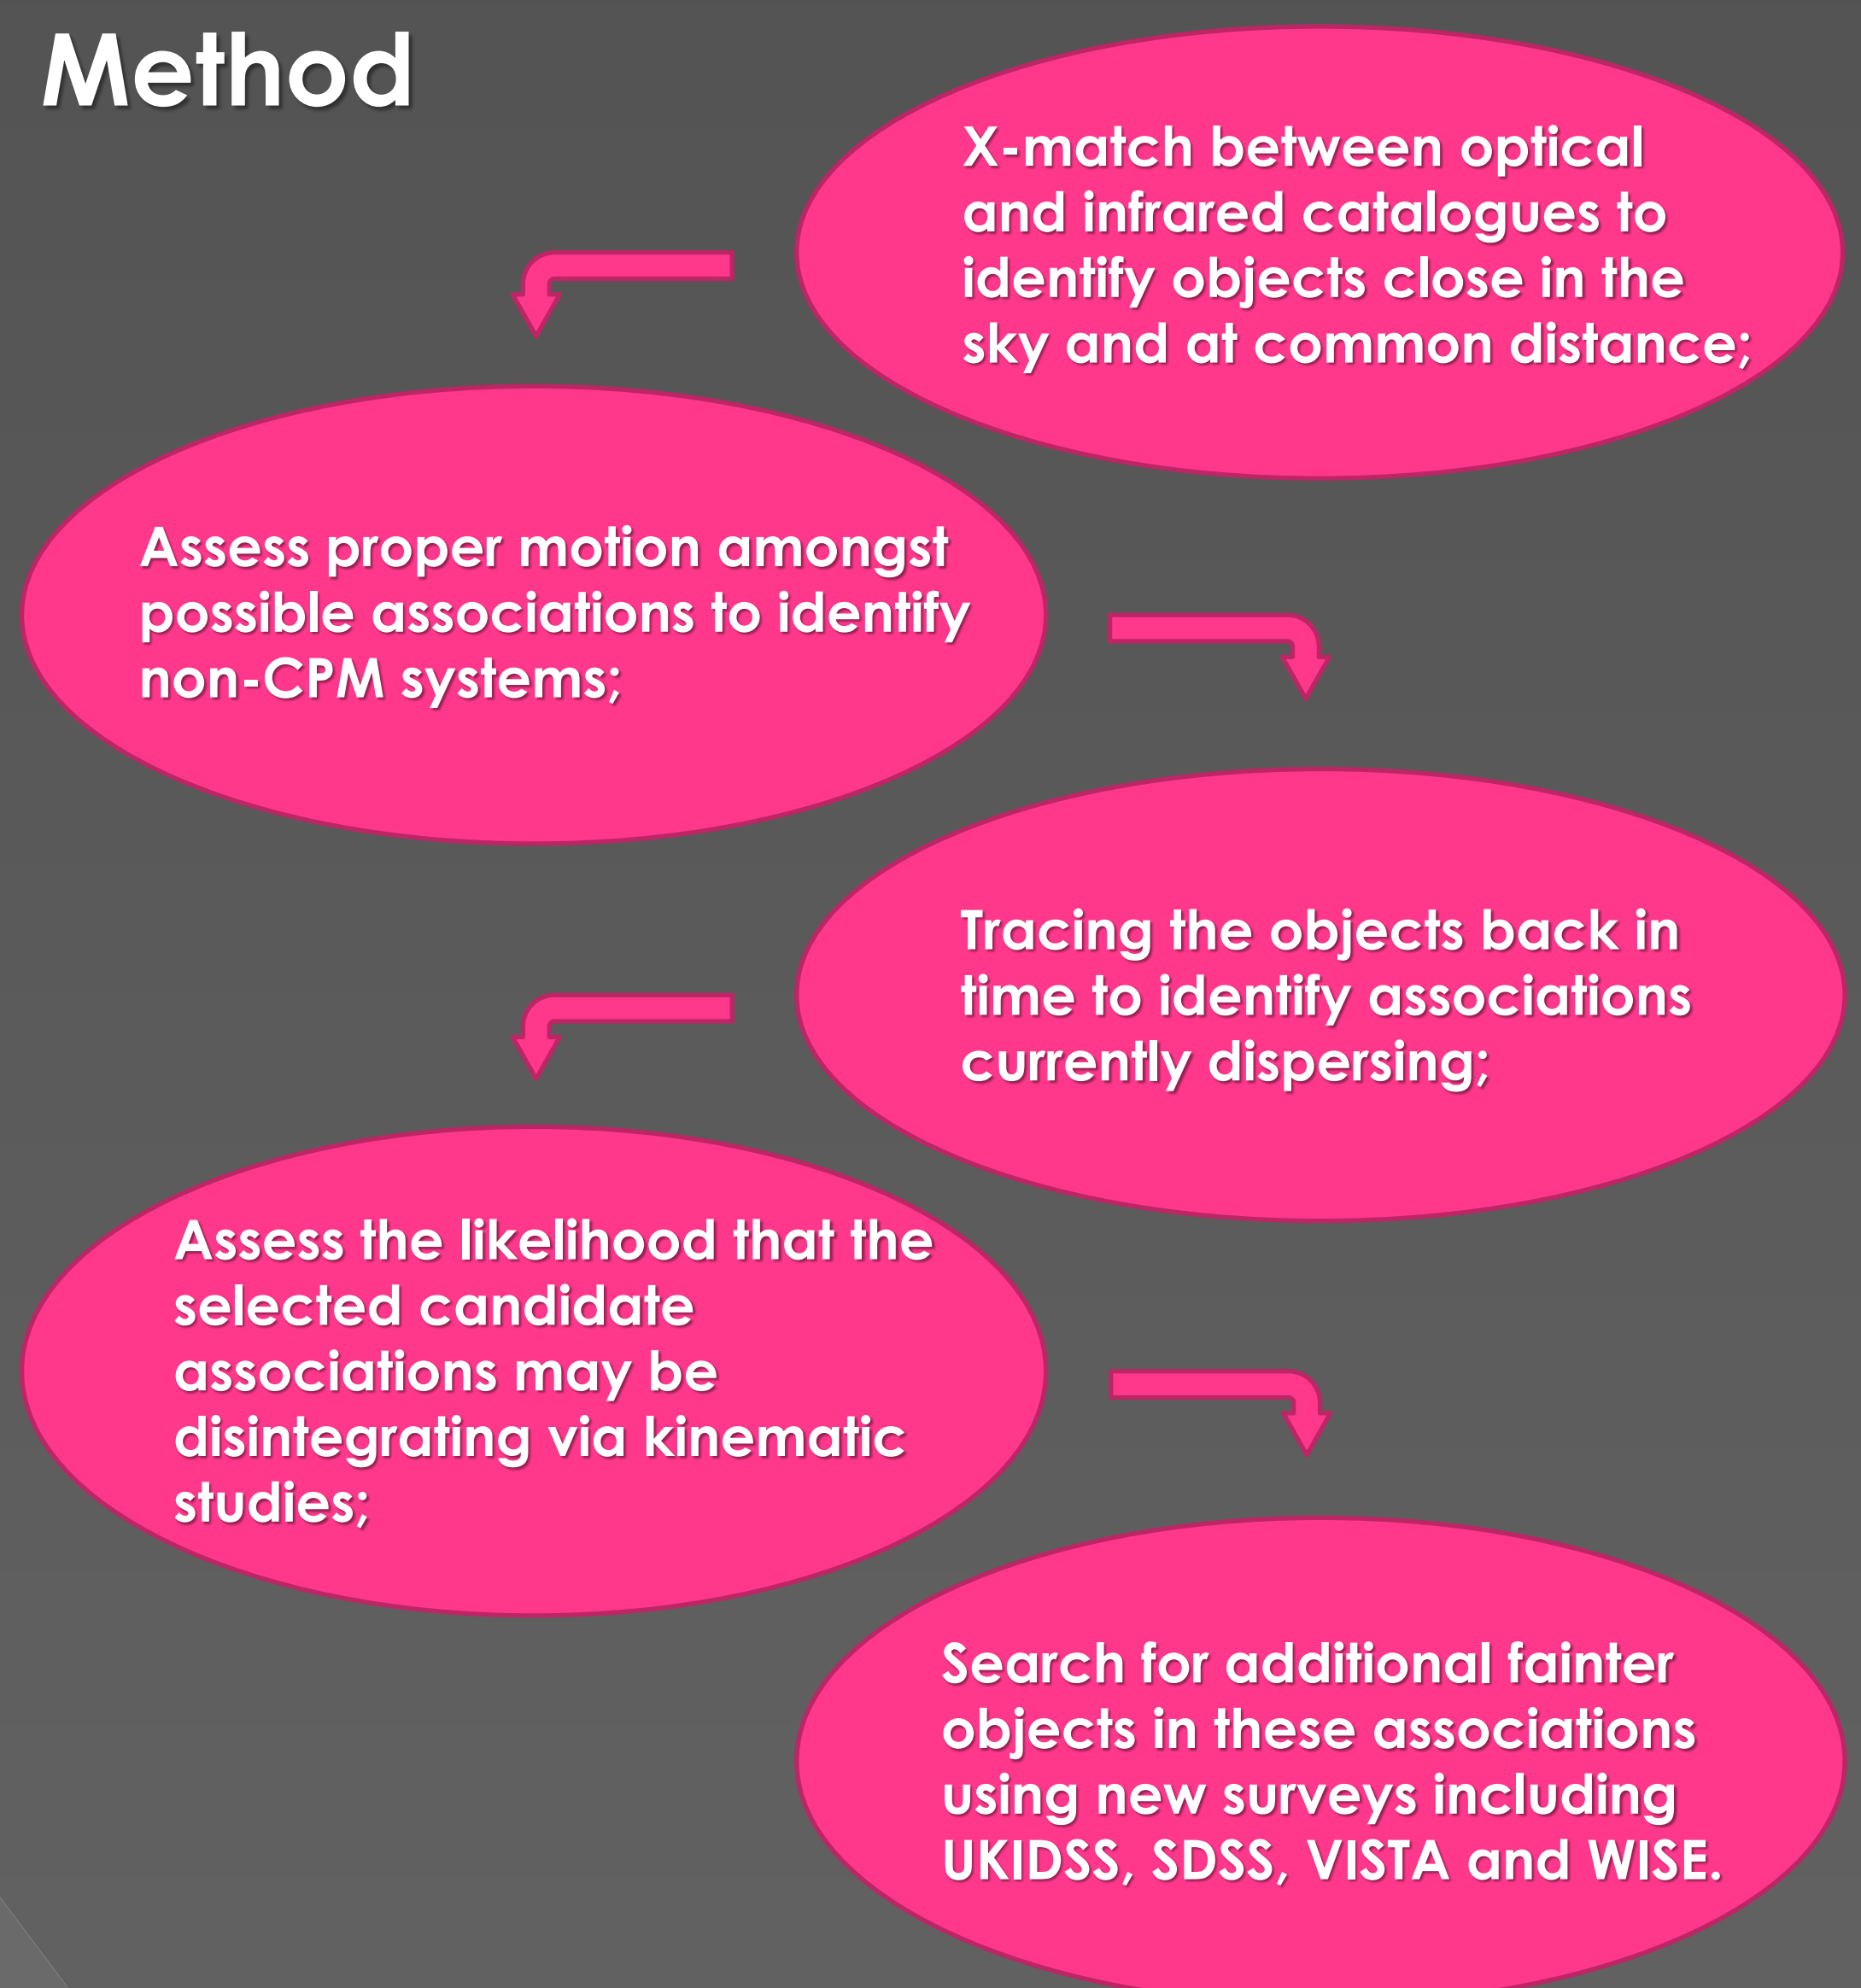 Method
X-match between optical
and infrared catalogues to
identify objects close in the
sky and at common distance;
Assess proper motion amongst
possible associations to identify
non-CPM systems;
Tracing the objects back in
time to identify associations
currently dispersing;
Assess the likelihood that the
selected candidate
associations may be
disintegrating via kinematic
studies;
Search for additional fainter
objects in these associations
using new surveys including
UKIDSS, SDSS, VISTA and WISE.